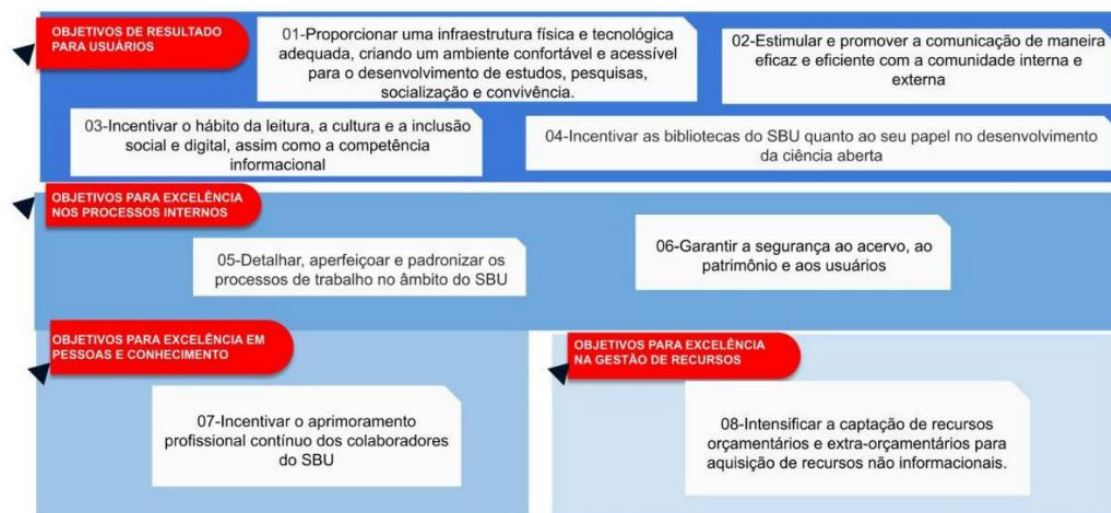 OBJETIVOS DE RESULTADO
PARA USUÁRIOS
01-Proporcionar uma infraestrutura física e tecnológica
adequada, criando um ambiente confortável e acessível
para o desenvolvimento de estudos, pesquisas,
socialização e convivência.
02-Estimular e promover a comunicação de maneira
eficaz e eficiente com a comunidade interna e
externa
03-Incentivar o hábito da leitura, a cultura e a inclusão
social e digital, assim como a competência
informacional
04-Incentivar as bibliotecas do SBU quanto ao seu papel no desenvolvimento
da ciência aberta
OBJETIVOS PARA EXCELÊNCIA
NOS PROCESSOS INTERNOS
05-Detalhar, aperfeiçoar e padronizar os
processos de trabalho no âmbito do SBU
06-Garantir a segurança ao acervo, ao
patrimônio e aos usuários
OBJETIVOS PARA EXCELÊNCIA EM
PESSOAS E CONHECIMENTO
07-Incentivar o aprimoramento
profissional contínuo dos colaboradores
do SBU
OBJETIVOS PARA EXCELÊNCIA
NA GESTÃO DE RECURSOS
08-Intensificar a captação de recursos
orçamentários e extra-orçamentários para
aquisição de recursos não informacionais.